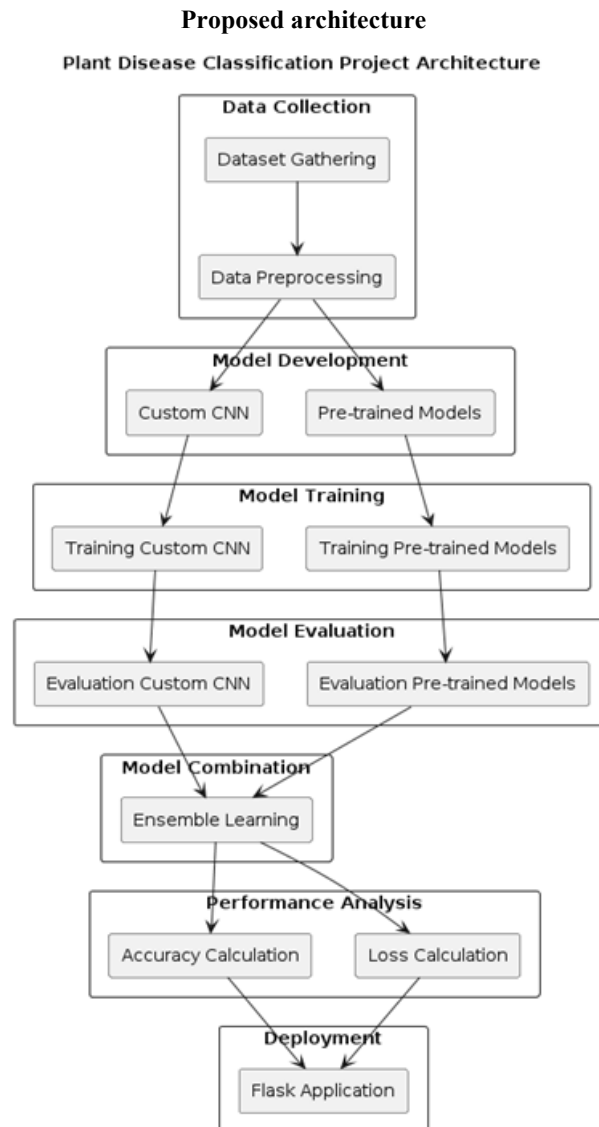 Proposed architecture
Plant Disease Classification Project Architecture
Data Collection
Dataset Gathering
Data Preprocessing
Model Development
Custom CNN
Pre-trained Models
Model Training
Training Custom CNN
Training Pre-trained Models
Model Evaluation
Evaluation Custom CNN
Evaluation Pre-trained Models
Model Combination
Ensemble Learning
Performance Analysis
Accuracy Calculation
Loss Calculation
Deployment
Flask Application